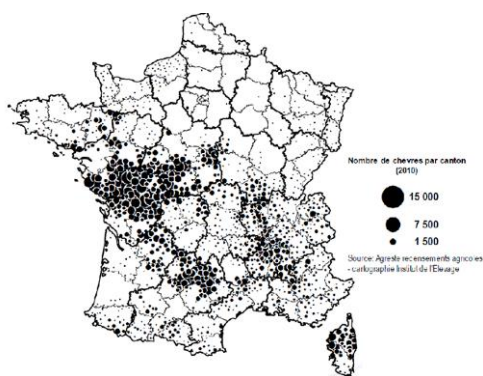 Nombre de chevres par canton
(2010)
15 000
7 500
1 500
Source: Agreste recensements agricoles
- cartographie Institut de l'Elevage